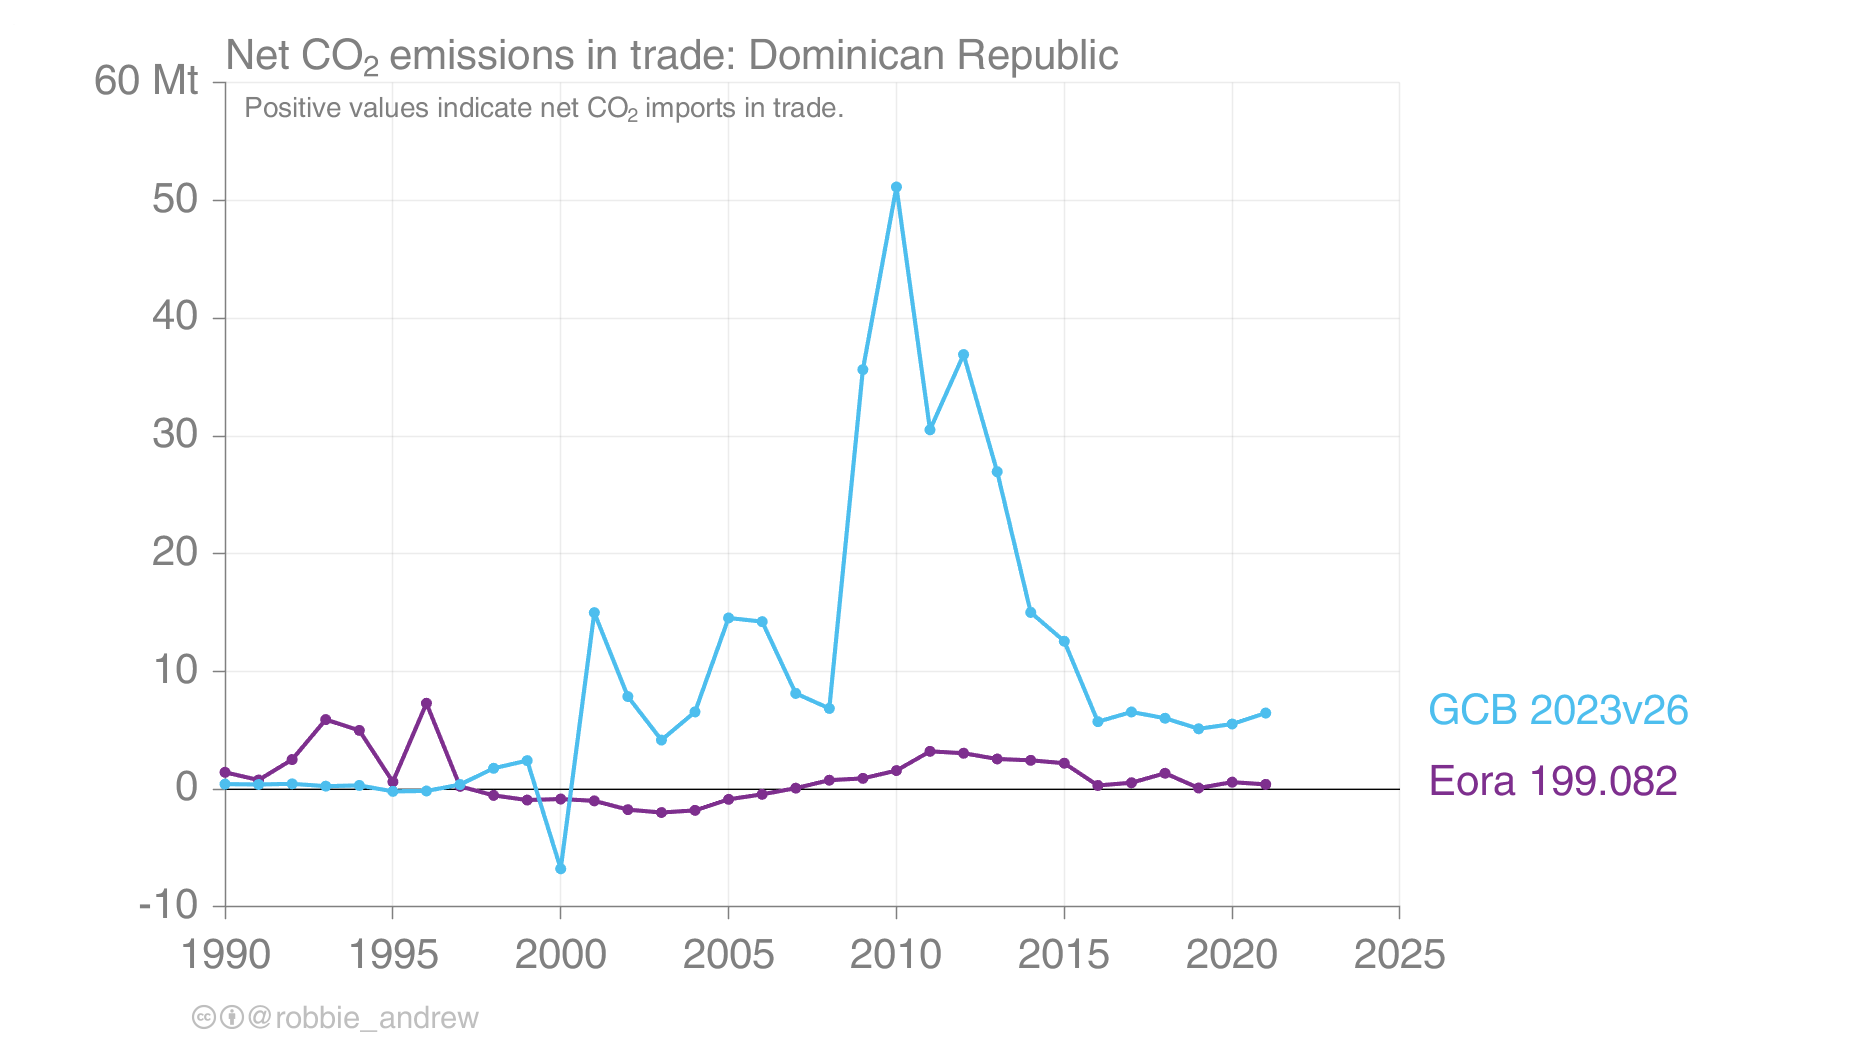 Net CO₂ emissions in trade: Dominican Republic
60 Mt
Positive values indicate net CO₂ imports in trade.
50
40
30
20
10
0
-10
GCB 2023v26
Eora 199.082
1990 1995 2000 2005 2010 2015 2020 2025
cc @robbie_andrew